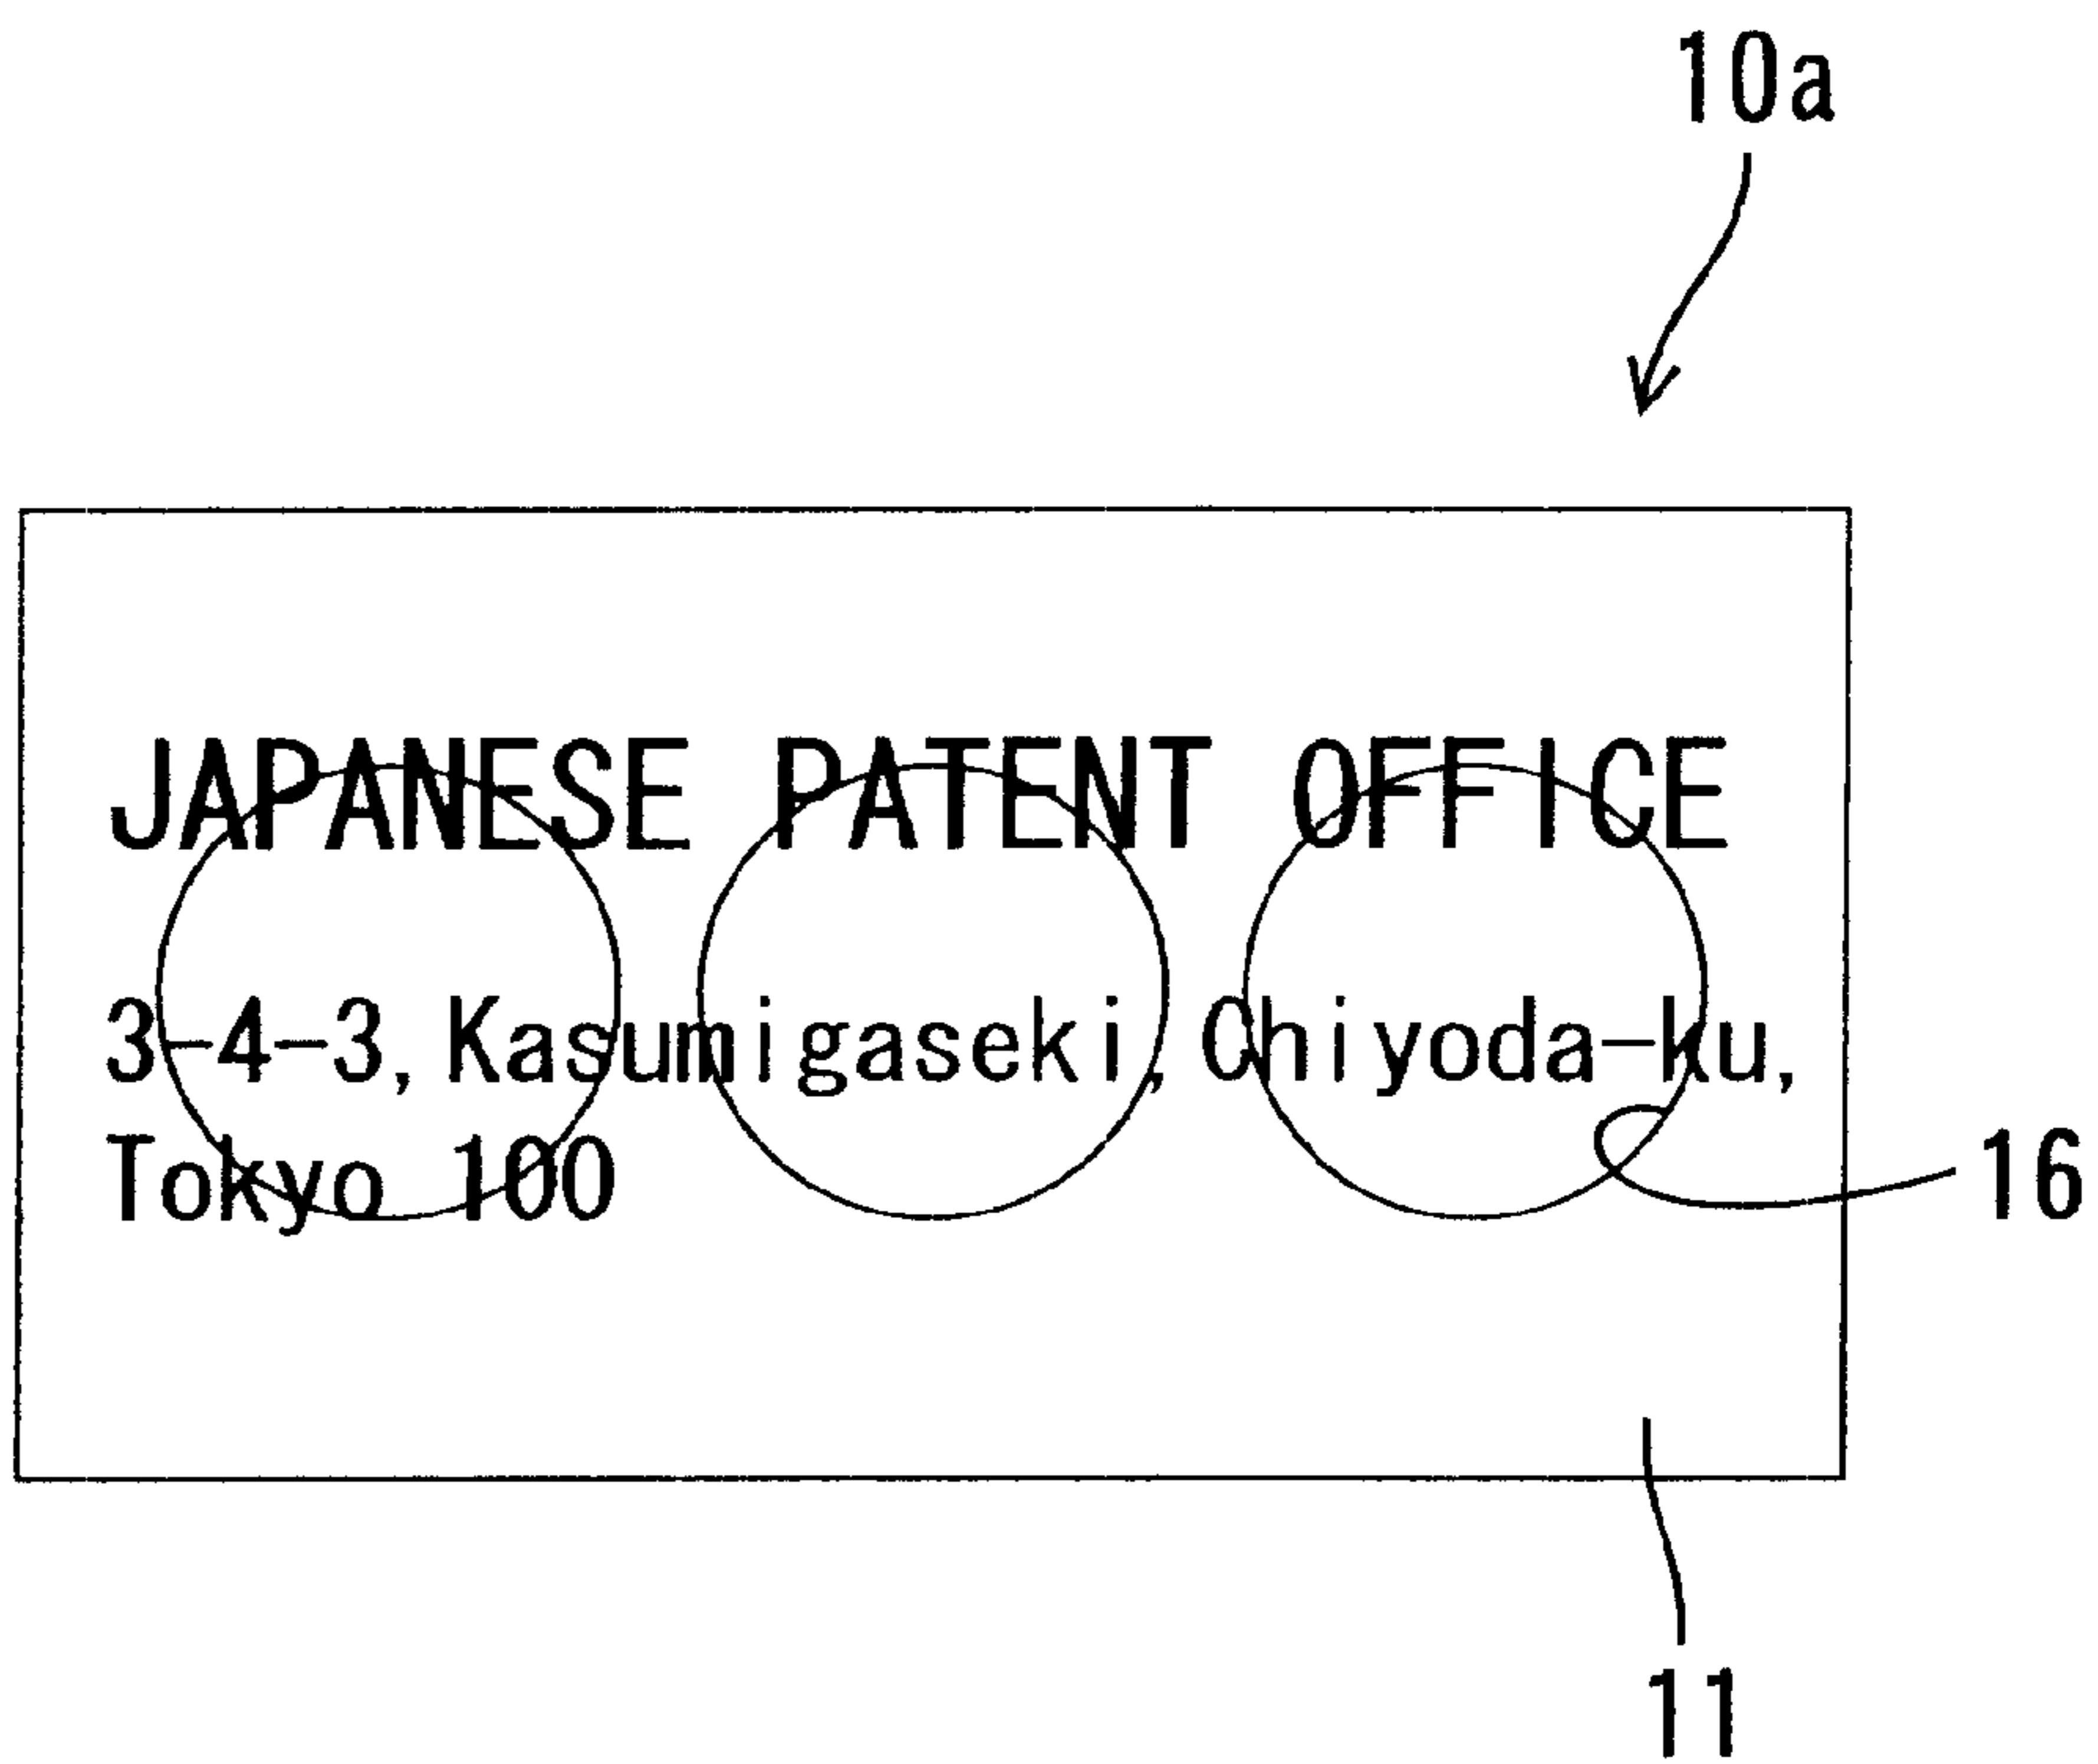 10a
JAPANESE PATENT OFFICE
3-4-3, Kasumigaseki, Chiyoda-ku,
Tokyo 100
16
11